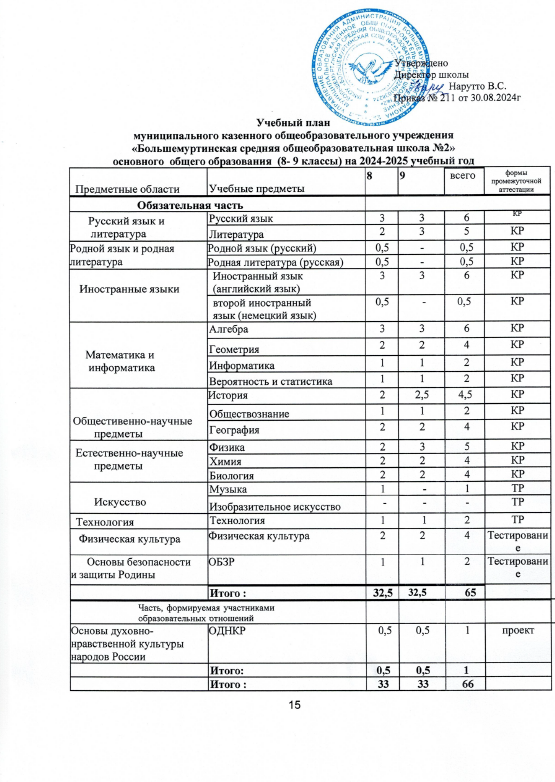 Утверждено
Директор школы
Нарутто В.С.
Приказ № 211 от 30.08.2024г
Учебный план
муниципального казенного общеобразовательного учреждения
«Большемуртинская средняя общеобразовательная школа №2»
основного общего образования (8- 9 классы) на 2024-2025 учебный год
Предметные области Учебные предметы 8 9 всего формы промежуточной аттестации
Обязательная часть
Русский язык и литература Русский язык 3 3 6 КР
Литература 2 3 5 КР
Родной язык и родная литература Родной язык (русский) 0,5 - 0,5 КР
Родная литература (русская) 0,5 - 0,5 КР
Иностранные языки Иностранный язык (английский язык) 3 3 6 КР
второй иностранный язык (немецкий язык) 0,5 - 0,5 КР
Математика и информатика Алгебра 3 3 6 КР
Геометрия 2 2 4 КР
Информатика 1 1 2 КР
Вероятность и статистика 1 1 2 КР
Общестивенно-научные предметы История 2 2,5 4,5 КР
Обществознание 1 1 2 КР
География 2 2 4 КР
Естественно-научные предметы Физика 2 3 5 КР
Химия 2 2 4 КР
Биология 2 2 4 КР
Искусство Музыка 1 - 1 ТР
Изобразительное искусство - - - ТР
Технология Технология 1 1 2 ТР
Физическая культура Физическая культура 2 2 4 Тестирование
Основы безопасности и защиты Родины ОБЗР 1 1 2 Тестирование
Итого : 32,5 32,5 65
Часть, формируемая участниками
образовательных отношений
Основы духовно-нравственной культуры народов России ОДНКР 0,5 0,5 1 проект
Итого: 0,5 0,5 1
Итого : 33 33 66
15